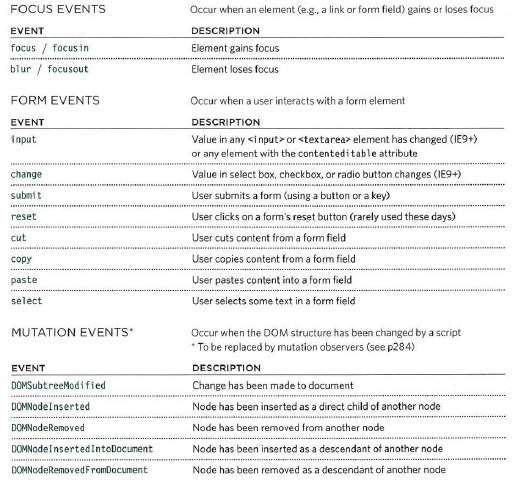 FOCUS EVENTS Occur when an element (e.g., a link or form field) gains or loses focus
EVENT DESCRIPTION
focus / focusin Element gains focus
blur / focusout Element loses focus
FORM EVENTS Occur when a user interacts with a form element
EVENT DESCRIPTION
input Value in any <input> or <textarea> element has changed (IE9+)
or any element with the contenteditable attribute
change Value in select box, checkbox, or radio button changes (IE9+)
submit User submits a form (using a button or a key)
reset User clicks on a form's reset button (rarely used these days)
cut User cuts content from a form field
copy User copies content from a form field
paste User pastes content into a form field
select User selects some text in a form field
MUTATION EVENTS* Occur when the DOM structure has been changed by a script
* To be replaced by mutation observers (see p284)
EVENT DESCRIPTION
DOMSubtreeModified Change has been made to document
DOMNodeInserted Node has been inserted as a direct child of another node
DOMNodeRemoved Node has been removed from another node
DOMNodeInsertedIntoDocument Node has been inserted as a descendant of another node
DOMNodeRemovedFromDocument Node has been removed as a descendant of another node